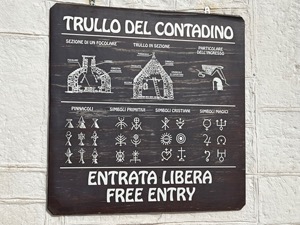 TRULLO DEL CONTADINO
SEZIONE DI UN FOCOLARE
TRULLO IN SEZIONE
PARTICOLARE
DELL'INGRESSO
PINNACOLI
SIMBOLI PRIMITIVI
SIMBOLI CRISTIANI
SIMBOLI MAGICI
ENTRATA LIBERA
FREE ENTRY